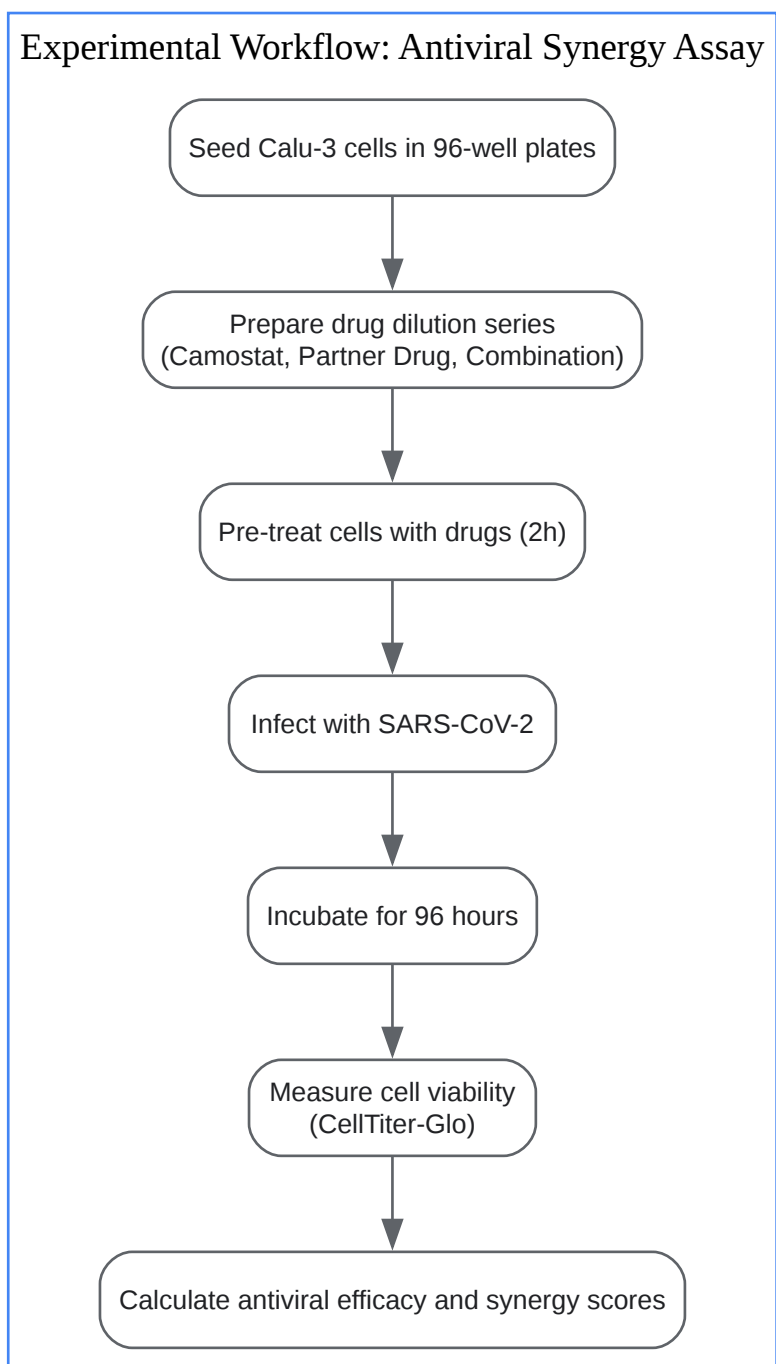 Experimental Workflow: Antiviral Synergy Assay
Seed Calu-3 cells in 96-well plates
Prepare drug dilution series
(Camostat, Partner Drug, Combination)
Pre-treat cells with drugs (2h)
Infect with SARS-CoV-2
Incubate for 96 hours
Measure cell viability
(CellTiter-Glo)
Calculate antiviral efficacy and synergy scores